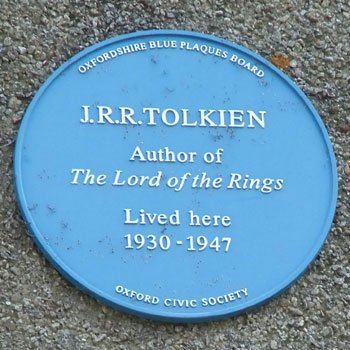 OXFORDSHIRE BLUE PLAQUES BOARD
J.R.R.TOLKIEN
Author of
The Lord of the Rings
Lived here
1930-1947
OXFORD CIVIC SOCIETY